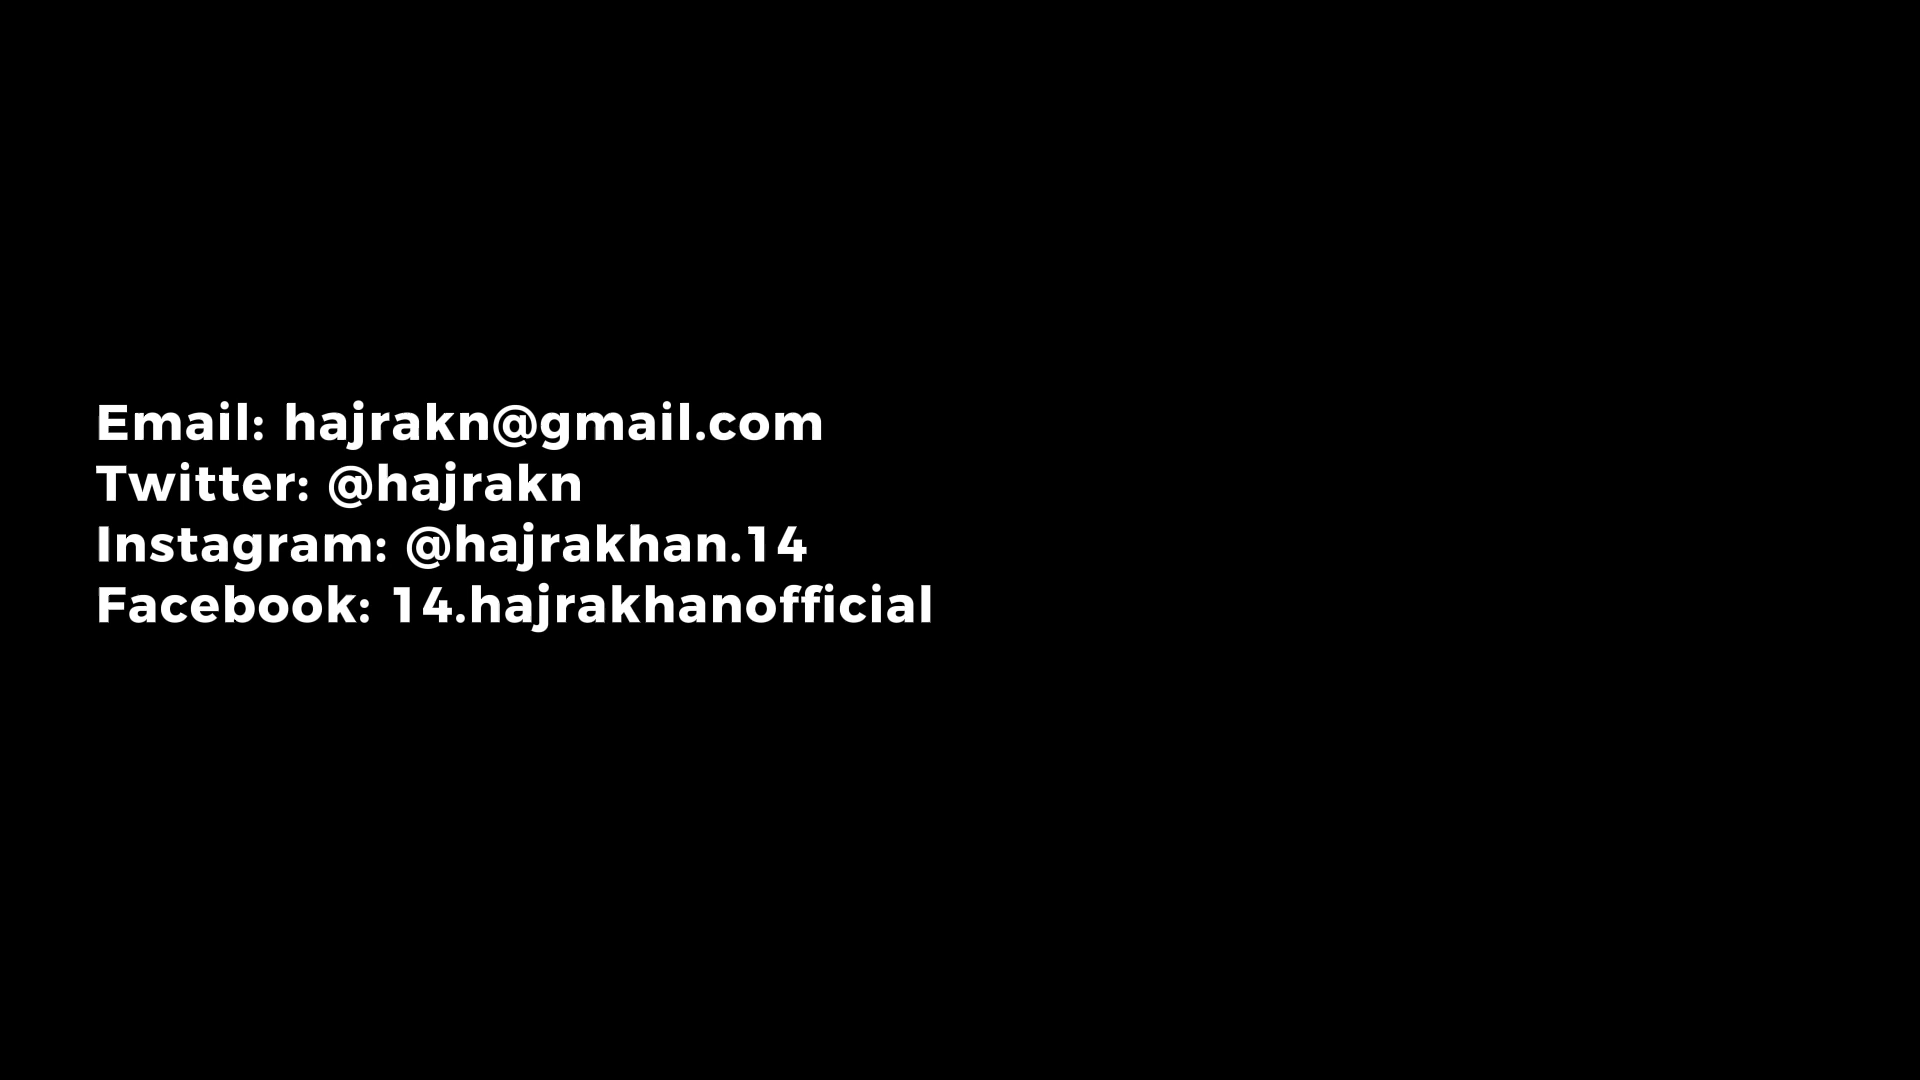 Email: hajrakn@gmail.com
Twitter: @hajrakn
Instagram: @hajrakhan.14
Facebook: 14.hajrakhanofficial